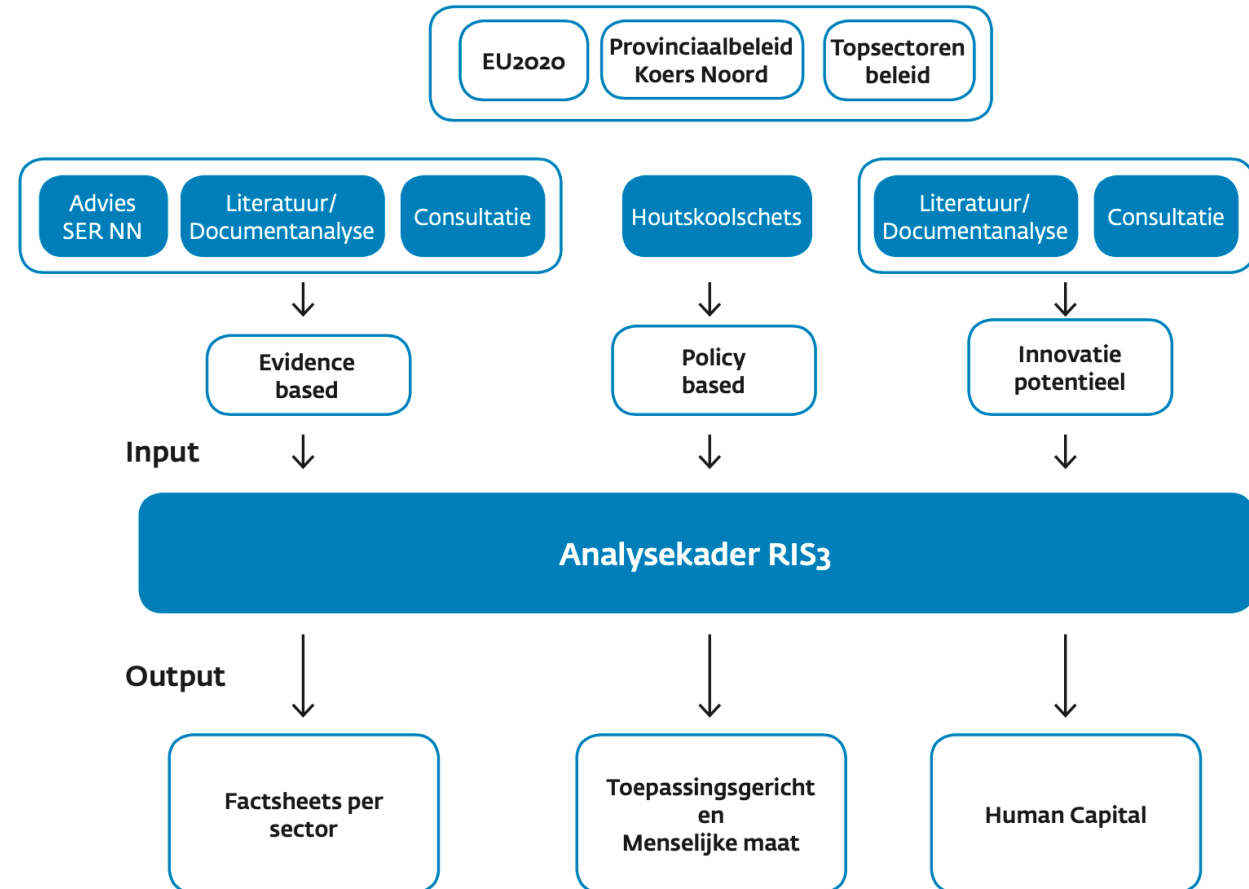 EU2020
Provinciaalbeleid
Koers Noord
Topsectoren
beleid
Advies
SER NN
Literatuur/
Documentanalyse
Consultatie
Houtskoolschets
Literatuur/
Documentanalyse
Consultatie
Evidence
based
Policy
based
Innovatie
potentieel
Input
Analysekader RIS3
Output
Factsheets per
sector
Toepassingsgericht
en
Menselijke maat
Human Capital